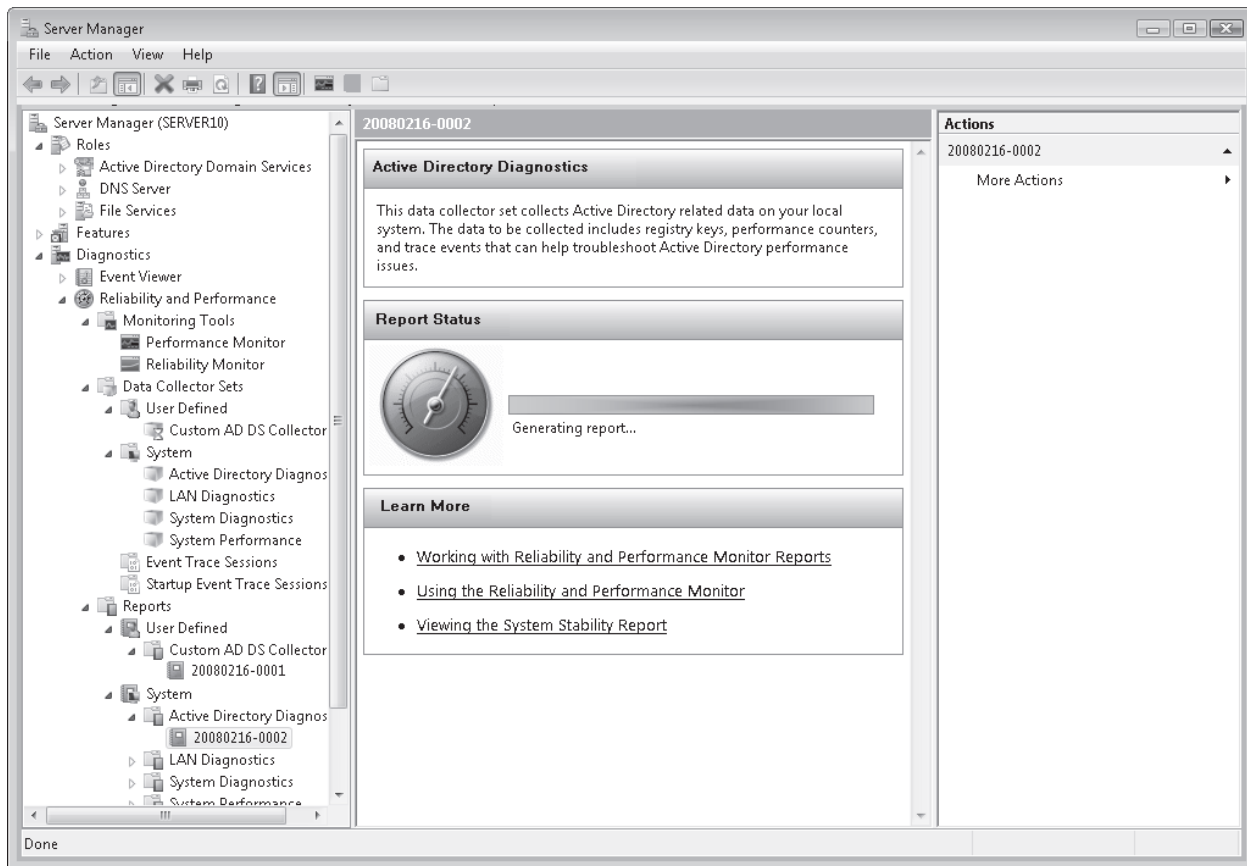 Server Manager
File Action View Help
Server Manager (SERVER10)
Roles
Active Directory Domain Services
DNS Server
File Services
Features
Diagnostics
Event Viewer
Reliability and Performance
Monitoring Tools
Performance Monitor
Reliability Monitor
Data Collector Sets
User Defined
Custom AD DS Collector
System
Active Directory Diagnos
LAN Diagnostics
System Diagnostics
System Performance
Event Trace Sessions
Startup Event Trace Sessions
Reports
User Defined
Custom AD DS Collector
20080216-0001
System
Active Directory Diagnos
20080216-0002
LAN Diagnostics
System Diagnostics
System Performance
20080216-0002
Active Directory Diagnostics
This data collector set collects Active Directory related data on your local
system. The data to be collected includes registry keys, performance counters,
and trace events that can help troubleshoot Active Directory performance
issues.
Report Status
Generating report...
Learn More
• Working with Reliability and Performance Monitor Reports
• Using the Reliability and Performance Monitor
• Viewing the System Stability Report
Actions
20080216-0002
More Actions
Done